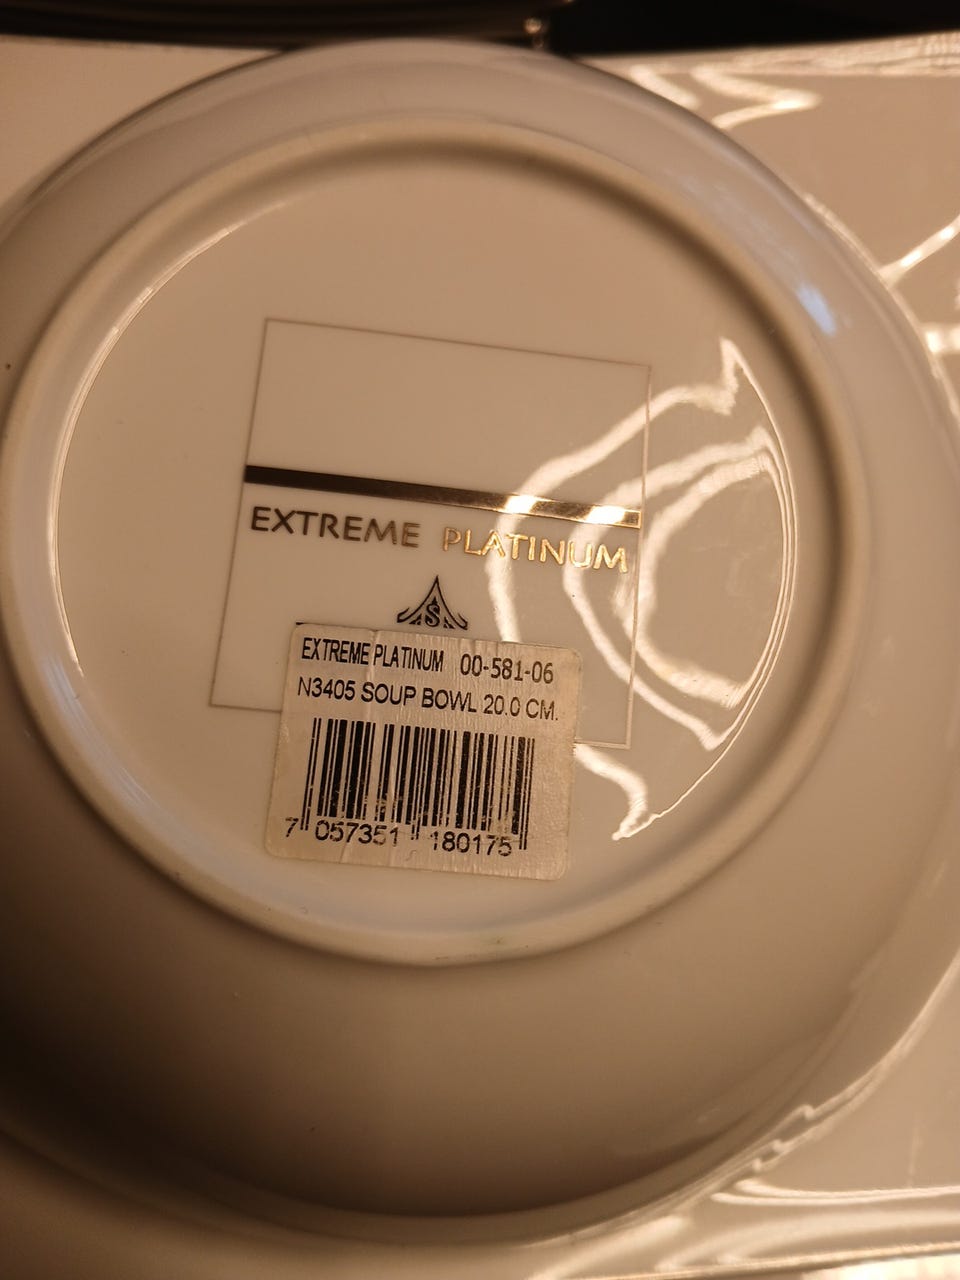 EXTREME PLATINUM
S
EXTREME PLATINUM 00-581-06
N3405 SOUP BOWL 20.0 CM.
7 057351 180175